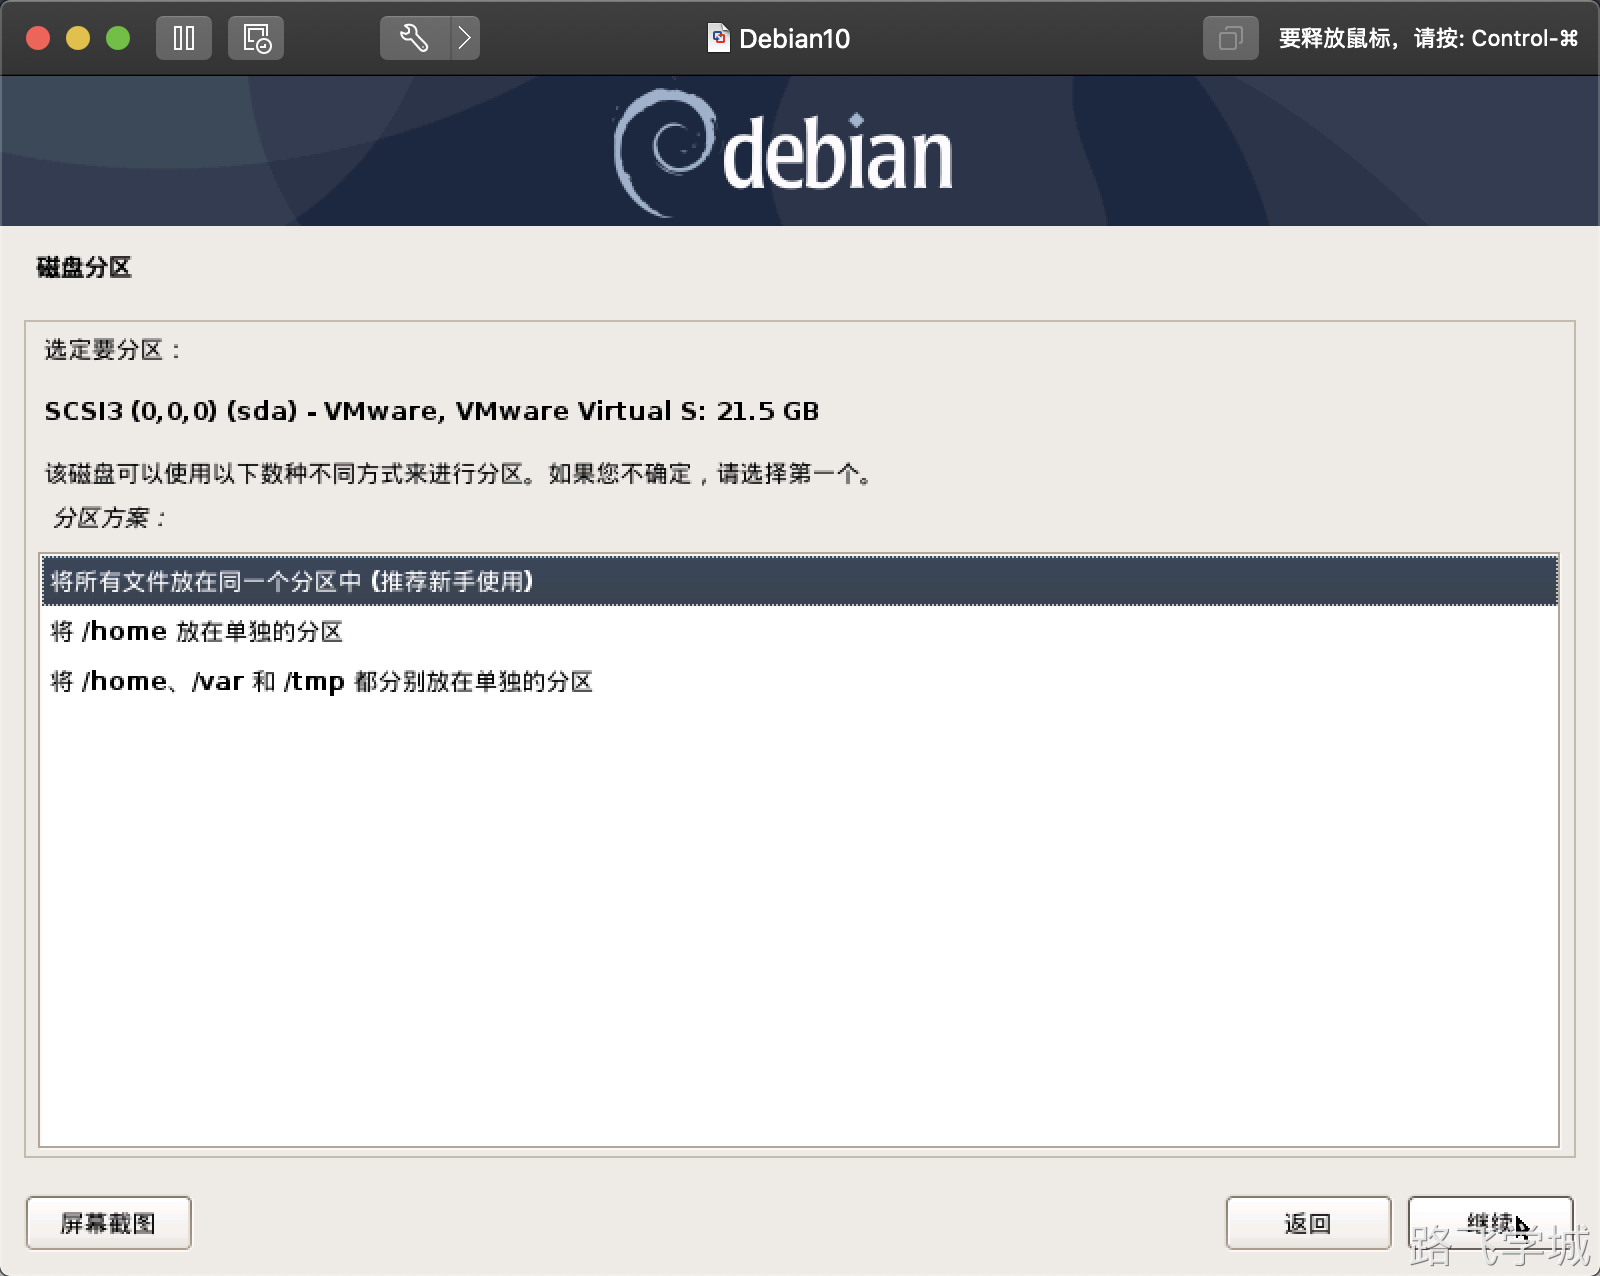 Debian10
要释放鼠标，请按: Control-⌘
debian
磁盘分区
选定要分区：
SCSI3 (0,0,0) (sda) - VMware, VMware Virtual S: 21.5 GB
该磁盘可以使用以下数种不同方式来进行分区。如果您不确定，请选择第一个。
分区方案：
将所有文件放在同一个分区中 (推荐新手使用)
将 /home 放在单独的分区
将 /home、/var 和 /tmp 都分别放在单独的分区
屏幕截图
返回
继续
路飞学城